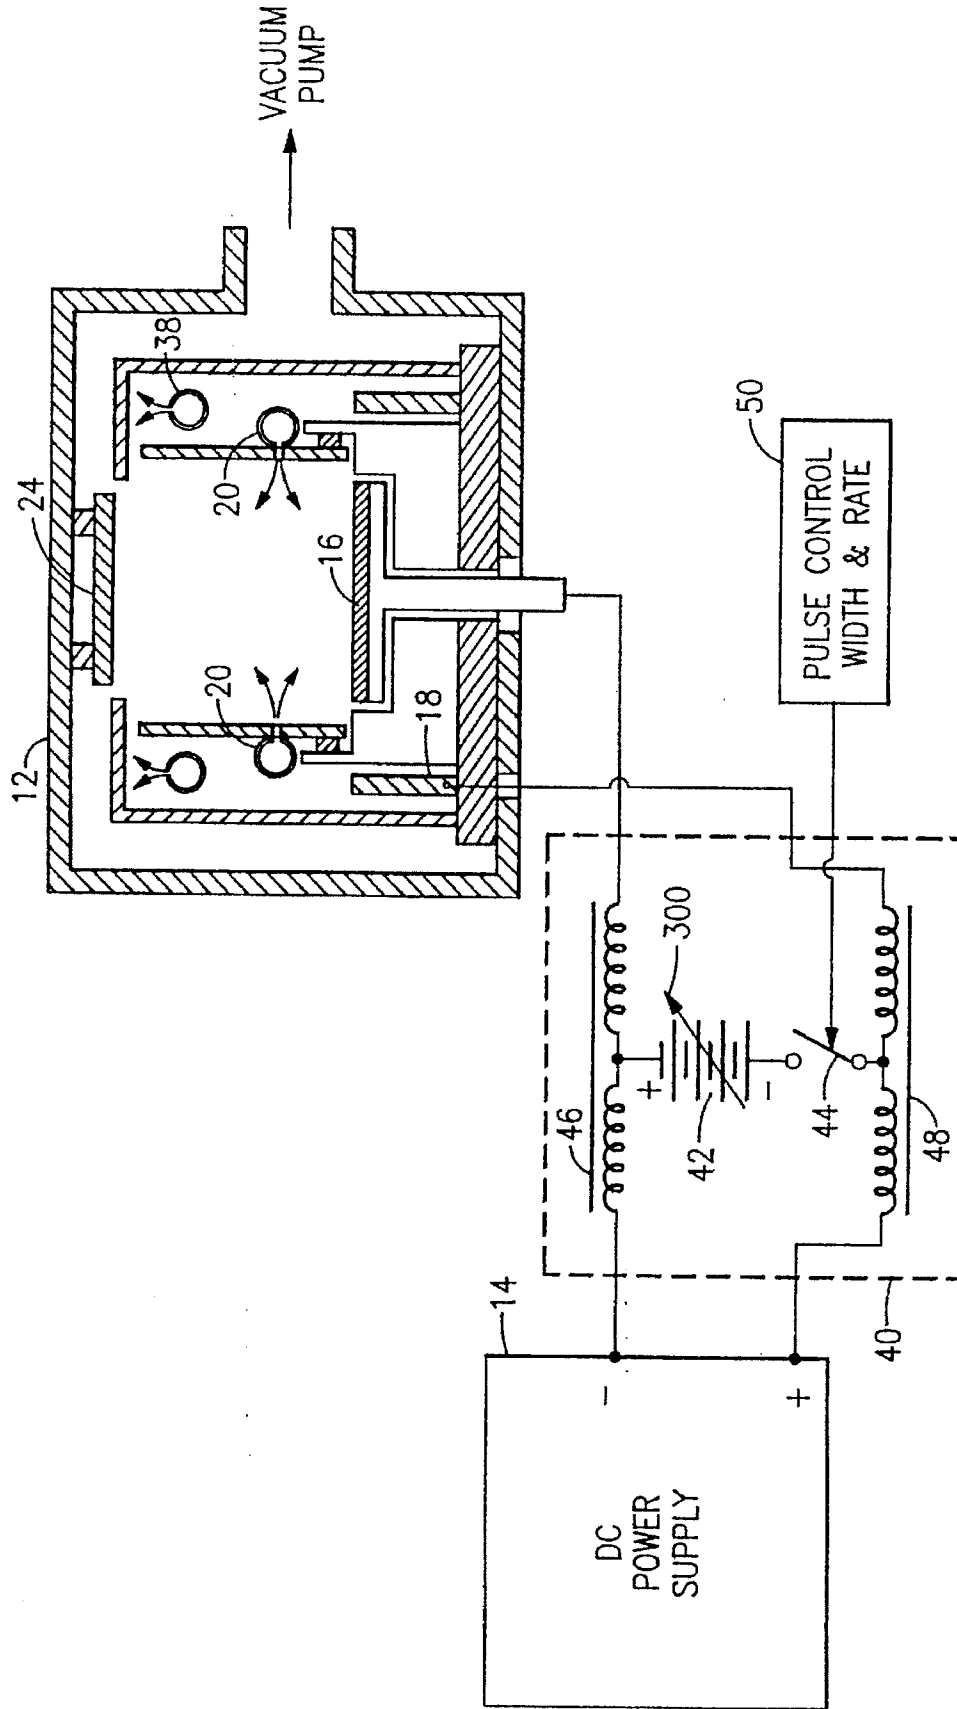 VACUUM
PUMP
12
24
38
20
20
16
18
50
PULSE CONTROL
WIDTH & RATE
300
46
+
-
42
44
48
14
40
-
+
DC
POWER
SUPPLY